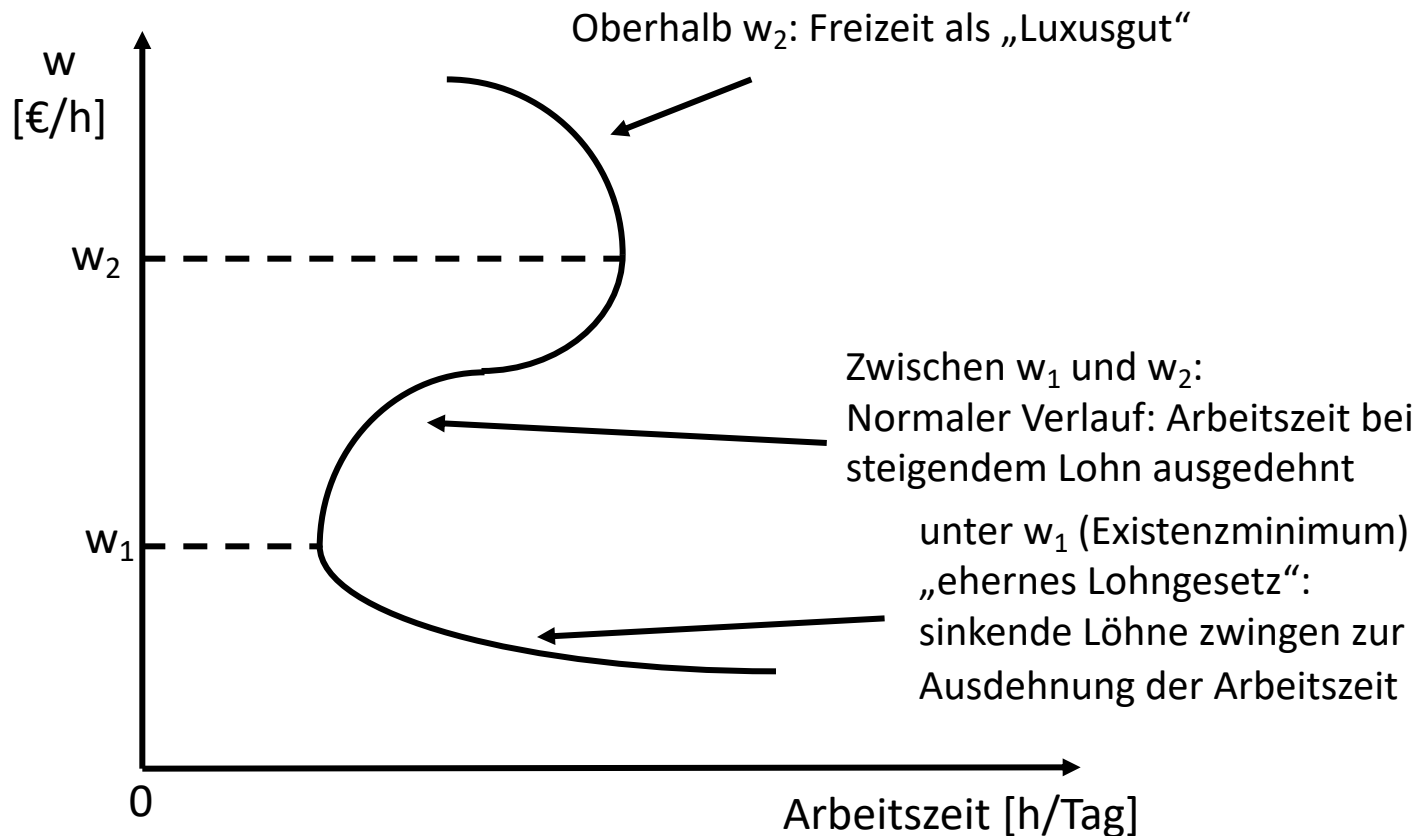 Oberhalb w₂: Freizeit als „Luxusgut“
w
[€/h]
w₂
Zwischen w₁ und w₂:
Normaler Verlauf: Arbeitszeit bei
steigendem Lohn ausgedehnt
w₁
unter w₁ (Existenzminimum)
„ehernes Lohngesetz“:
sinkende Löhne zwingen zur
Ausdehnung der Arbeitszeit
0
Arbeitszeit [h/Tag]